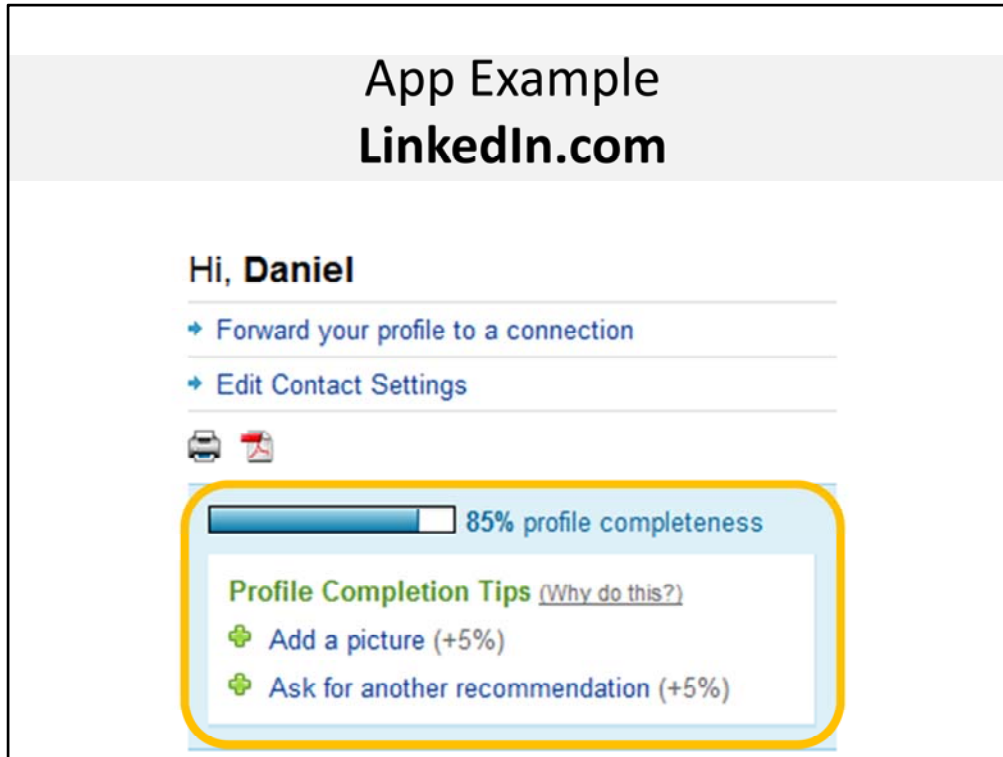 App Example
LinkedIn.com
Hi, Daniel
Forward your profile to a connection
Edit Contact Settings
85% profile completeness
Profile Completion Tips (Why do this?)
Add a picture (+5%)
Ask for another recommendation (+5%)